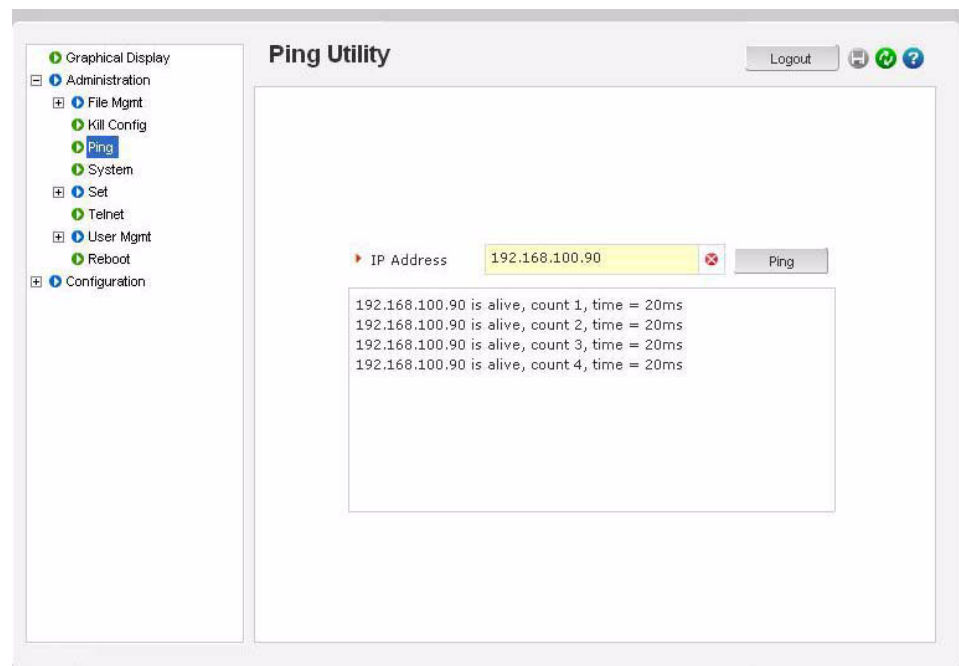 Ping Utility
Logout
Graphical Display
Administration
File Mgmt
Kill Config
Ping
System
Set
Telnet
User Mgmt
Reboot
Configuration
IP Address
192.168.100.90
Ping
192.168.100.90 is alive, count 1, time = 20ms
192.168.100.90 is alive, count 2, time = 20ms
192.168.100.90 is alive, count 3, time = 20ms
192.168.100.90 is alive, count 4, time = 20ms